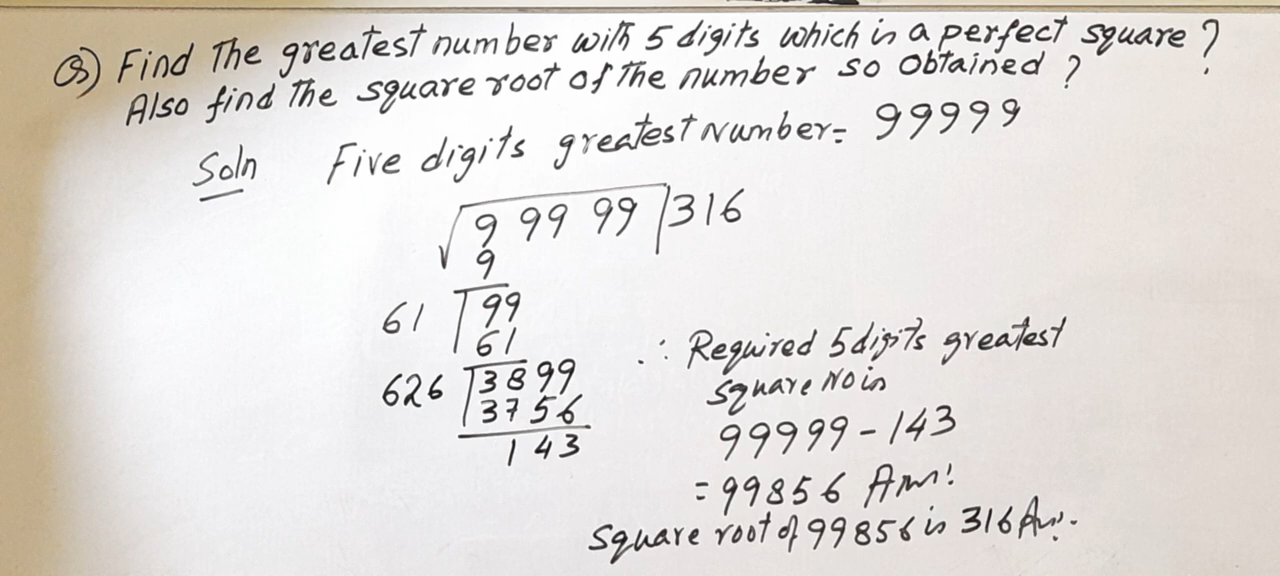 Q) Find The greatest number with 5 digits which is a perfect square ?
Also find The square root of The number so obtained ?
Soln Five digits greatest Number = 99999
√ 9 99 99 | 316
9
61 | 99
61
626 | 3899
3756
143
∴ Required 5 digits greatest
square No is
99999 - 143
= 99856 Ans!
Square root of 99856 is 316 Ans.